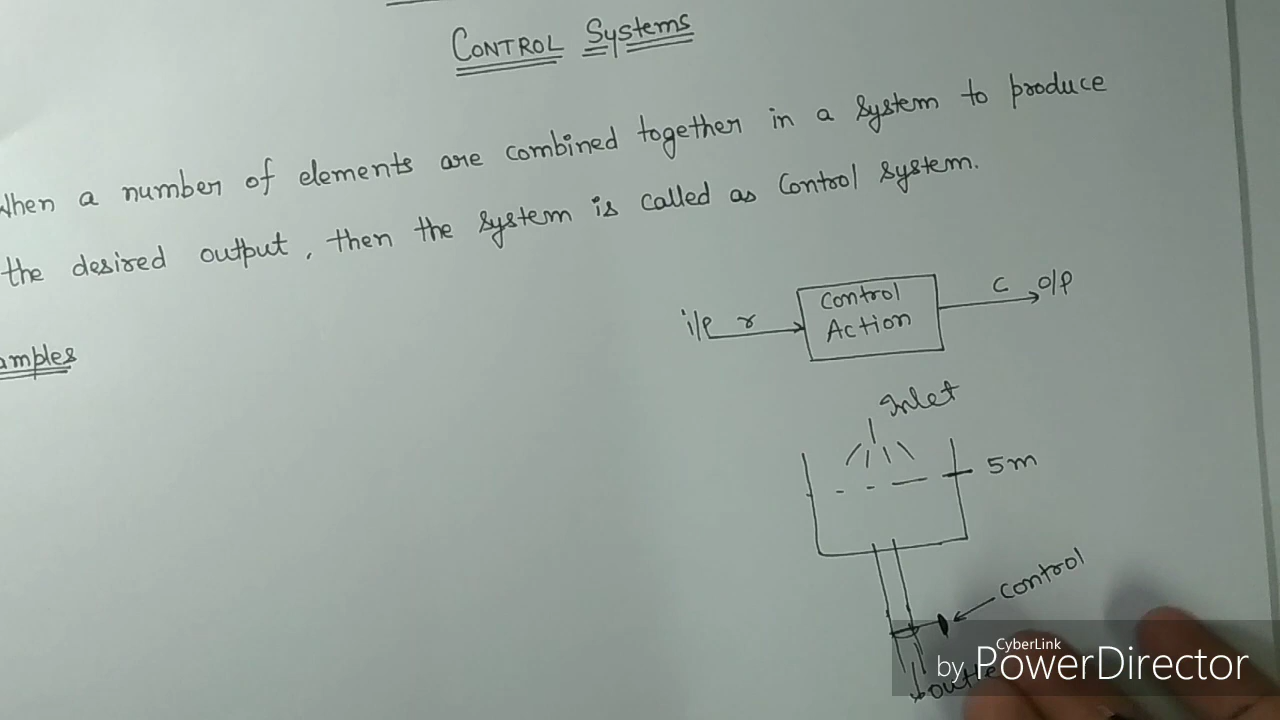 CONTROL Systems
When a number of elements are combined together in a system to produce
the desired output, then the system is called as Control system.
i/p r
Control
Action
C o/p
amples
Inlet
5m
Control
CyberLink
by PowerDirector